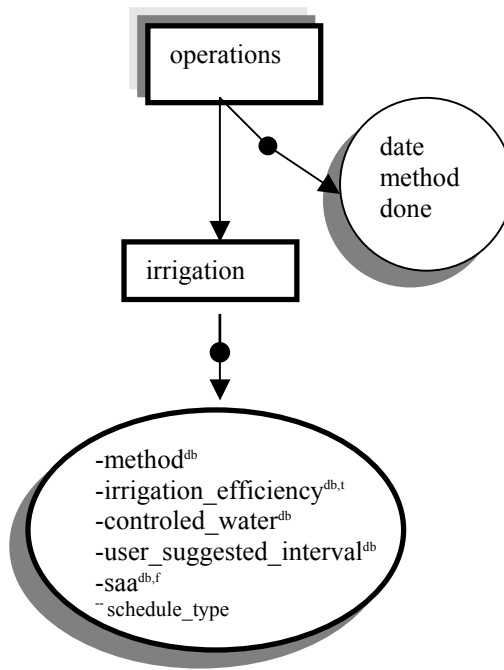 operations
date
method
done
irrigation
-method^db
-irrigation_efficiency^db,t
-controled_water^db
-user_suggested_interval^db
-saa^db,f
-- schedule_type